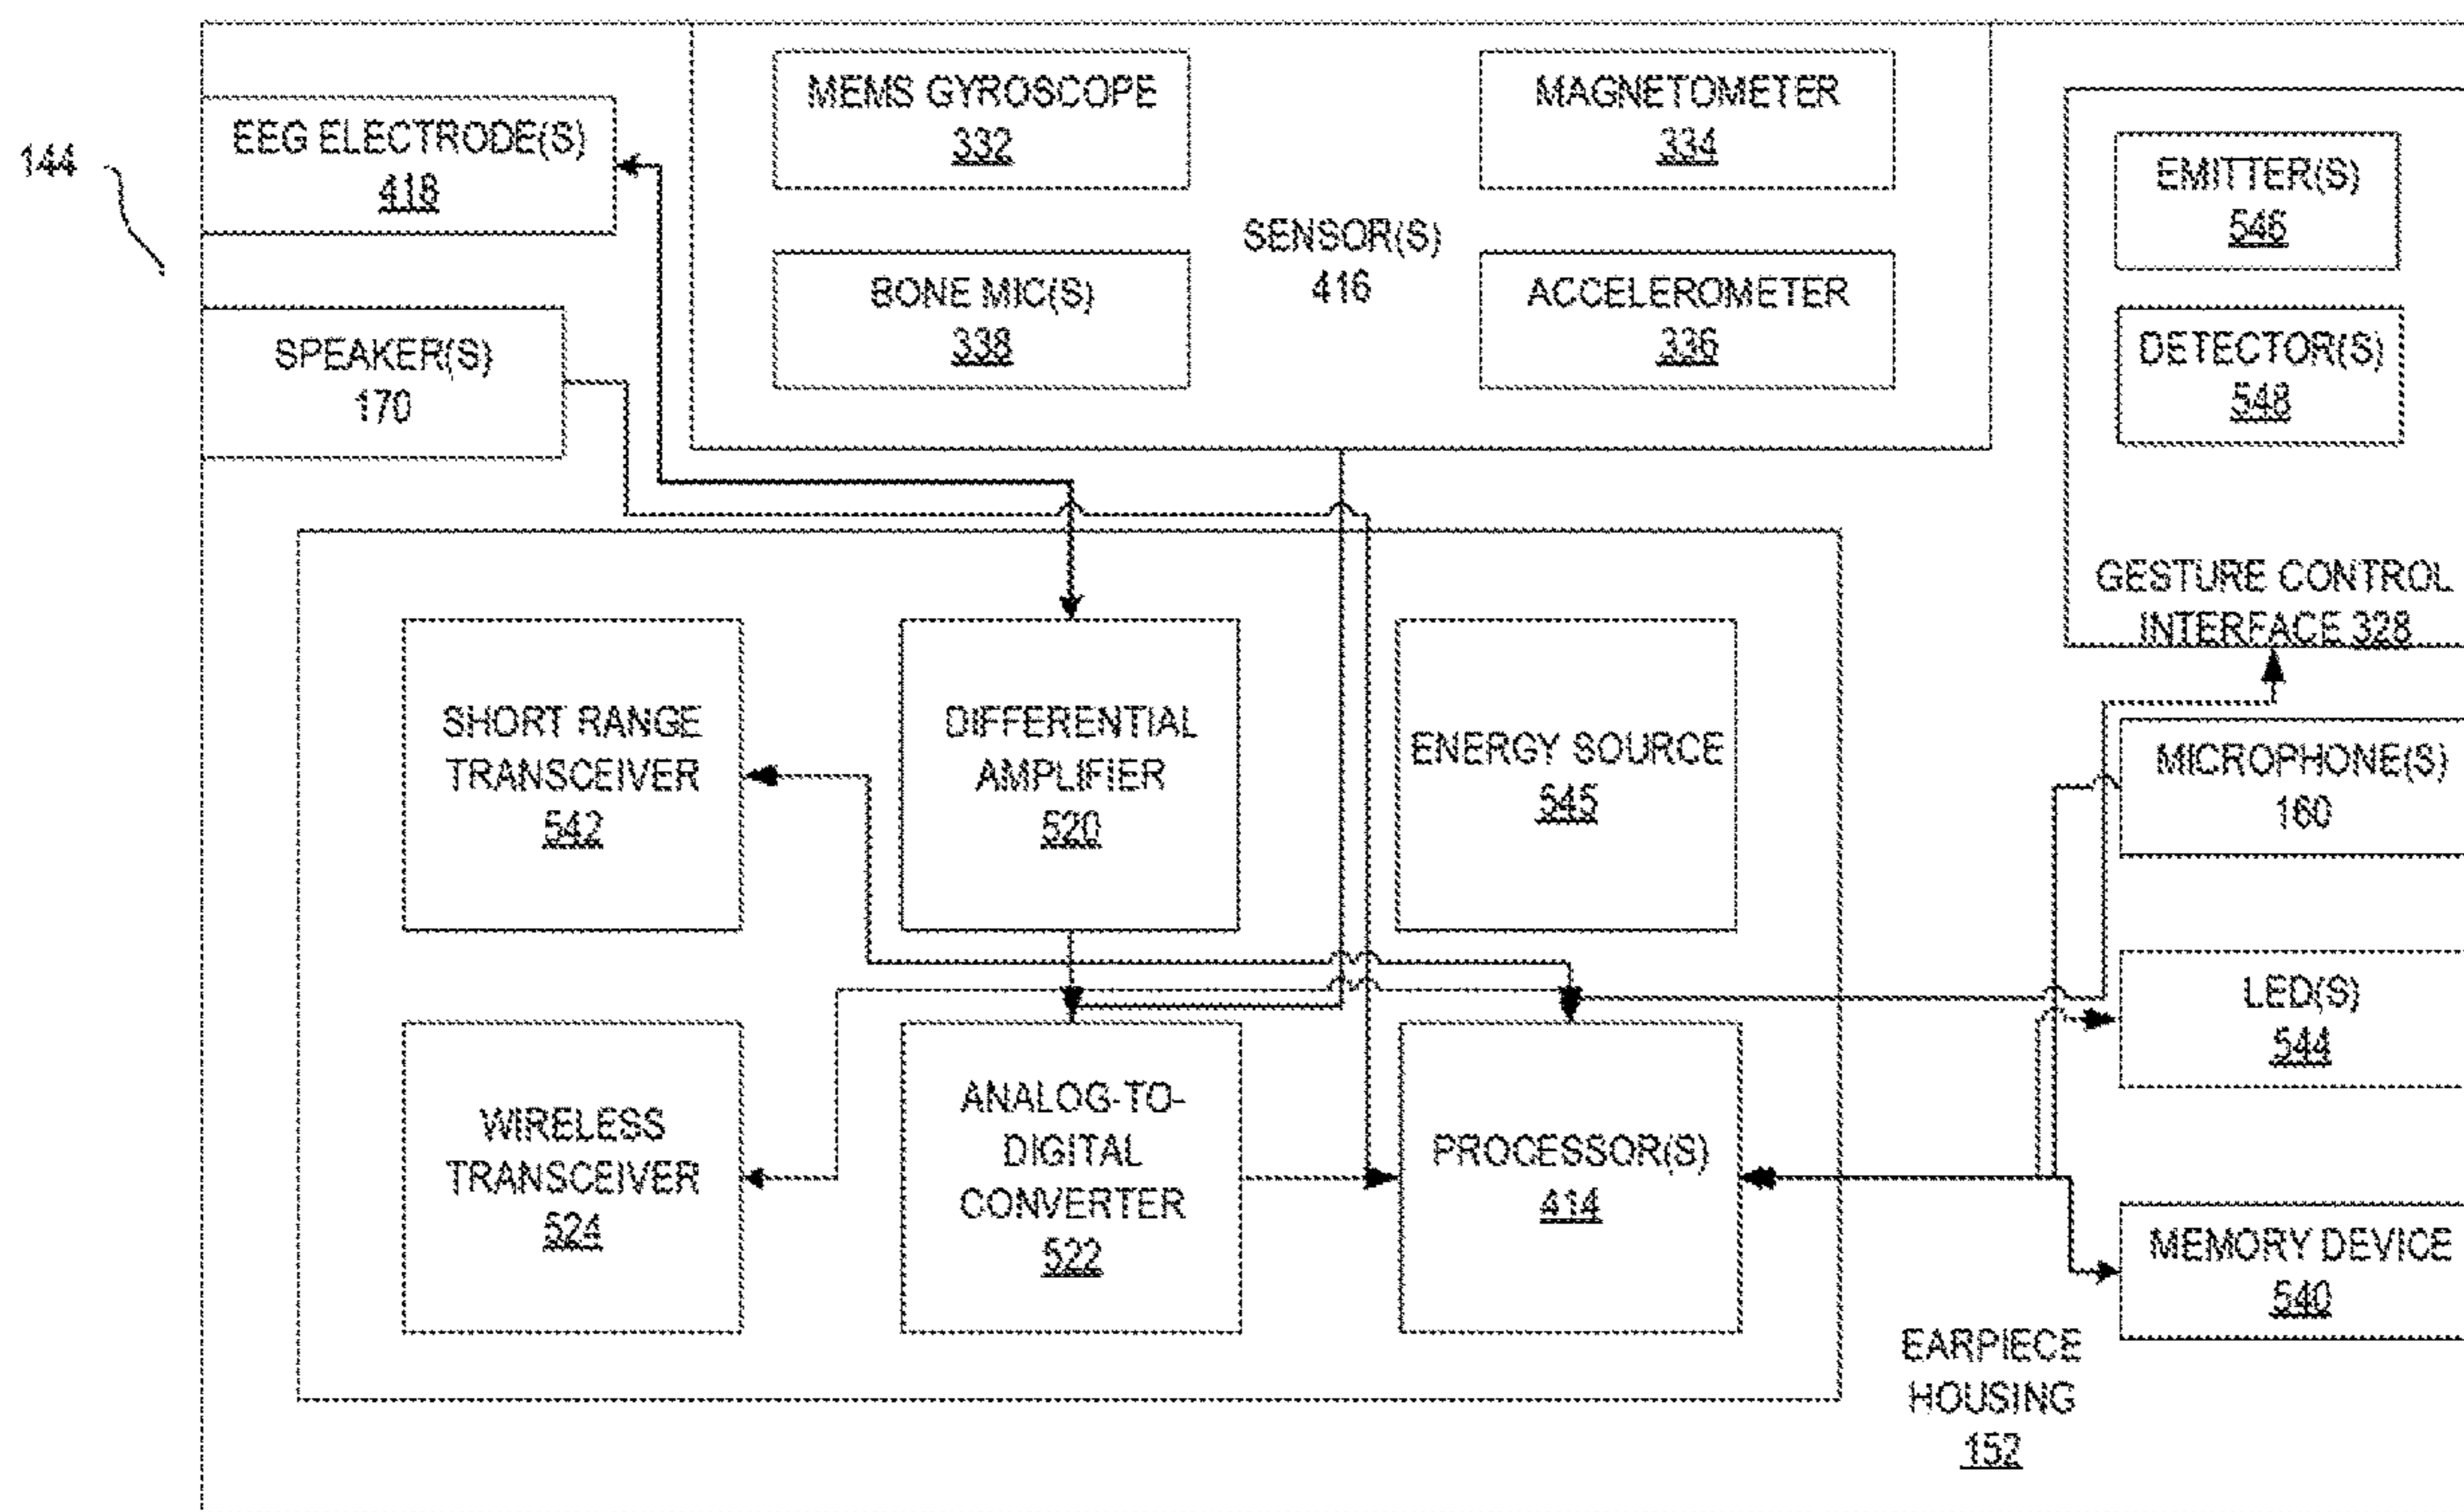 144
EEG ELECTRODE(S)
418
SPEAKER(S)
170
MEMS GYROSCOPE
332
MAGNETOMETER
334
SENSOR(S)
416
BONE MIC(S)
338
ACCELEROMETER
336
EMITTER(S)
546
DETECTOR(S)
548
GESTURE CONTROL
INTERFACE 328
SHORT RANGE
TRANSCEIVER
542
DIFFERENTIAL
AMPLIFIER
520
ENERGY SOURCE
545
MICROPHONE(S)
160
LED(S)
544
WIRELESS
TRANSCEIVER
524
ANALOG-TO-
DIGITAL
CONVERTER
522
PROCESSOR(S)
414
MEMORY DEVICE
540
EARPIECE
HOUSING
152